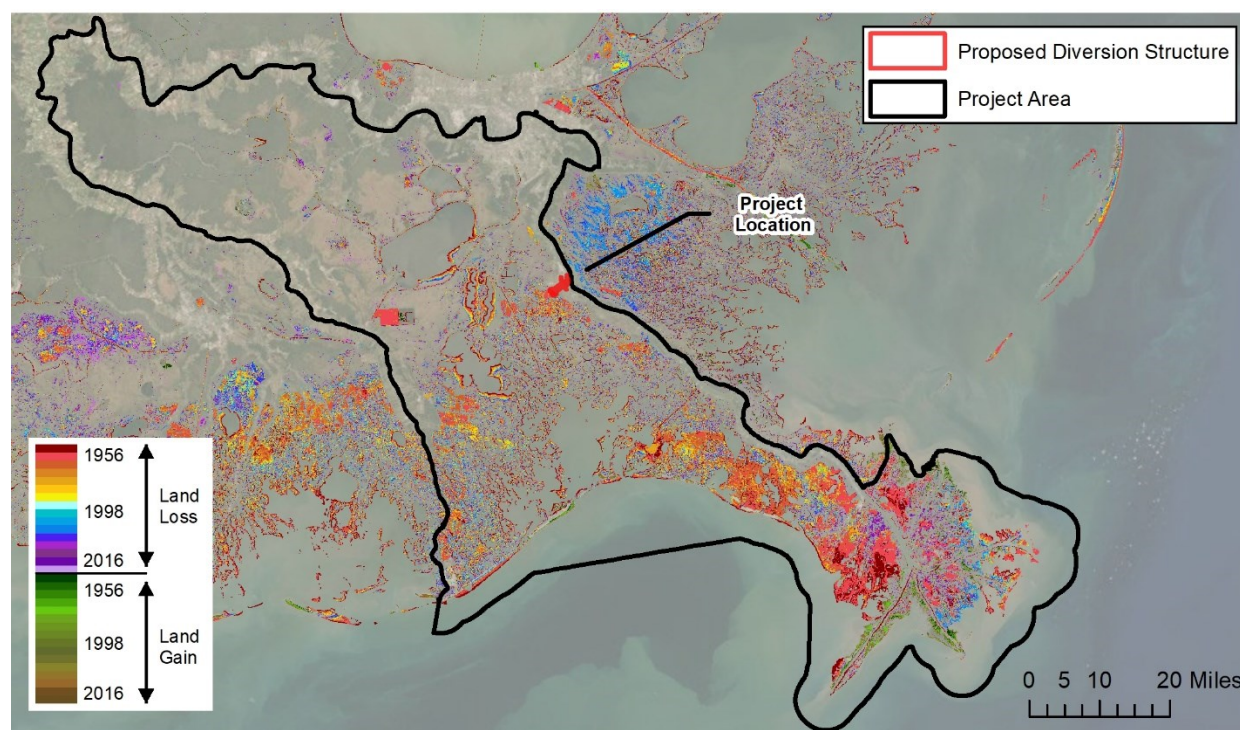 Proposed Diversion Structure
Project Area
Project
Location
1956
1998
2016
Land
Loss
1956
1998
2016
Land
Gain
0 5 10 20 Miles